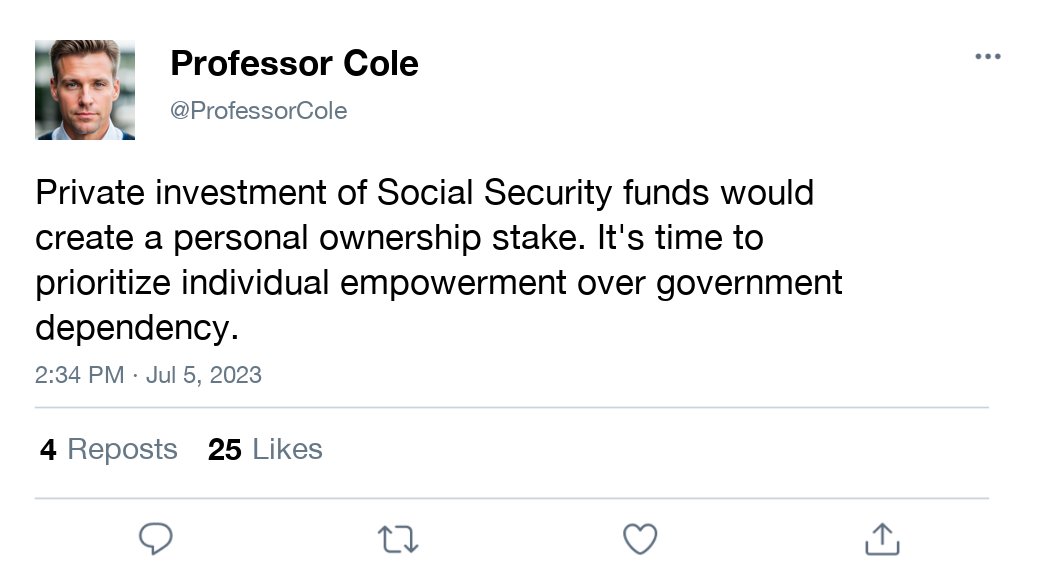 Professor Cole
@ProfessorCole
Private investment of Social Security funds would
create a personal ownership stake. It's time to
prioritize individual empowerment over government
dependency.
2:34 PM · Jul 5, 2023
4 Reposts 25 Likes